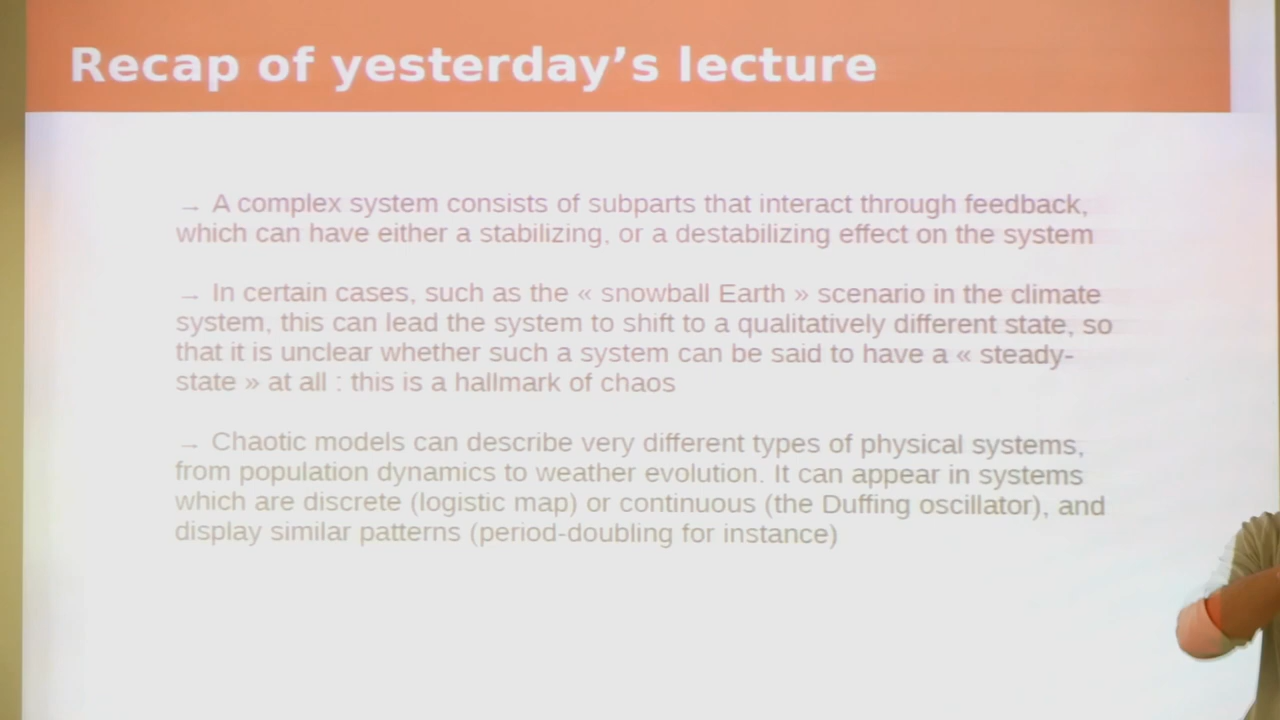 Recap of yesterday’s lecture
→ A complex system consists of subparts that interact through feedback,
which can have either a stabilizing, or a destabilizing effect on the system
→ In certain cases, such as the « snowball Earth » scenario in the climate
system, this can lead the system to shift to a qualitatively different state, so
that it is unclear whether such a system can be said to have a « steady-
state » at all : this is a hallmark of chaos
→ Chaotic models can describe very different types of physical systems,
from population dynamics to weather evolution. It can appear in systems
which are discrete (logistic map) or continuous (the Duffing oscillator), and
display similar patterns (period-doubling for instance)